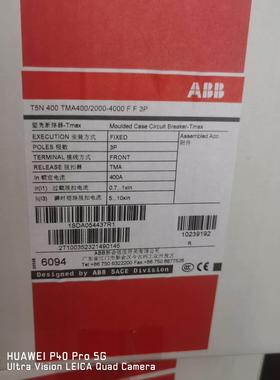 ABB
T5N 400 TMA400/2000-4000 F F 3P
塑壳断路器-Tmax Moulded Case Circuit Breaker-Tmax
EXECUTION 安装方式 FIXED Assembled Acc.
POLES 极数 3P 附件
TERMINAL 接线方式 FRONT
RELEASE 脱扣器 TMA
In 额定电流 400A
In(I1) 过载脱扣电流 0.7...1xIn
In(I3) 瞬时短路脱扣电流 5...10xIn
1SDA054437R1
2T100352321490145
10239192
R
6094
Designed by ABB SACE Division
HUAWEI P40 Pro 5G
Ultra Vision LEICA Quad Camera